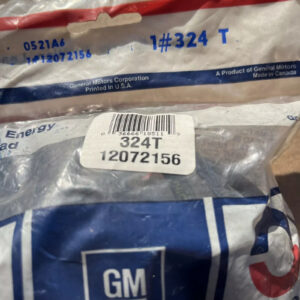 0521A6
1#12072156
1#324 T
General Motors Corporation
Printed in U.S.A.
A Product of General Motors
Made in Canada
Energy
324T
12072156
GM